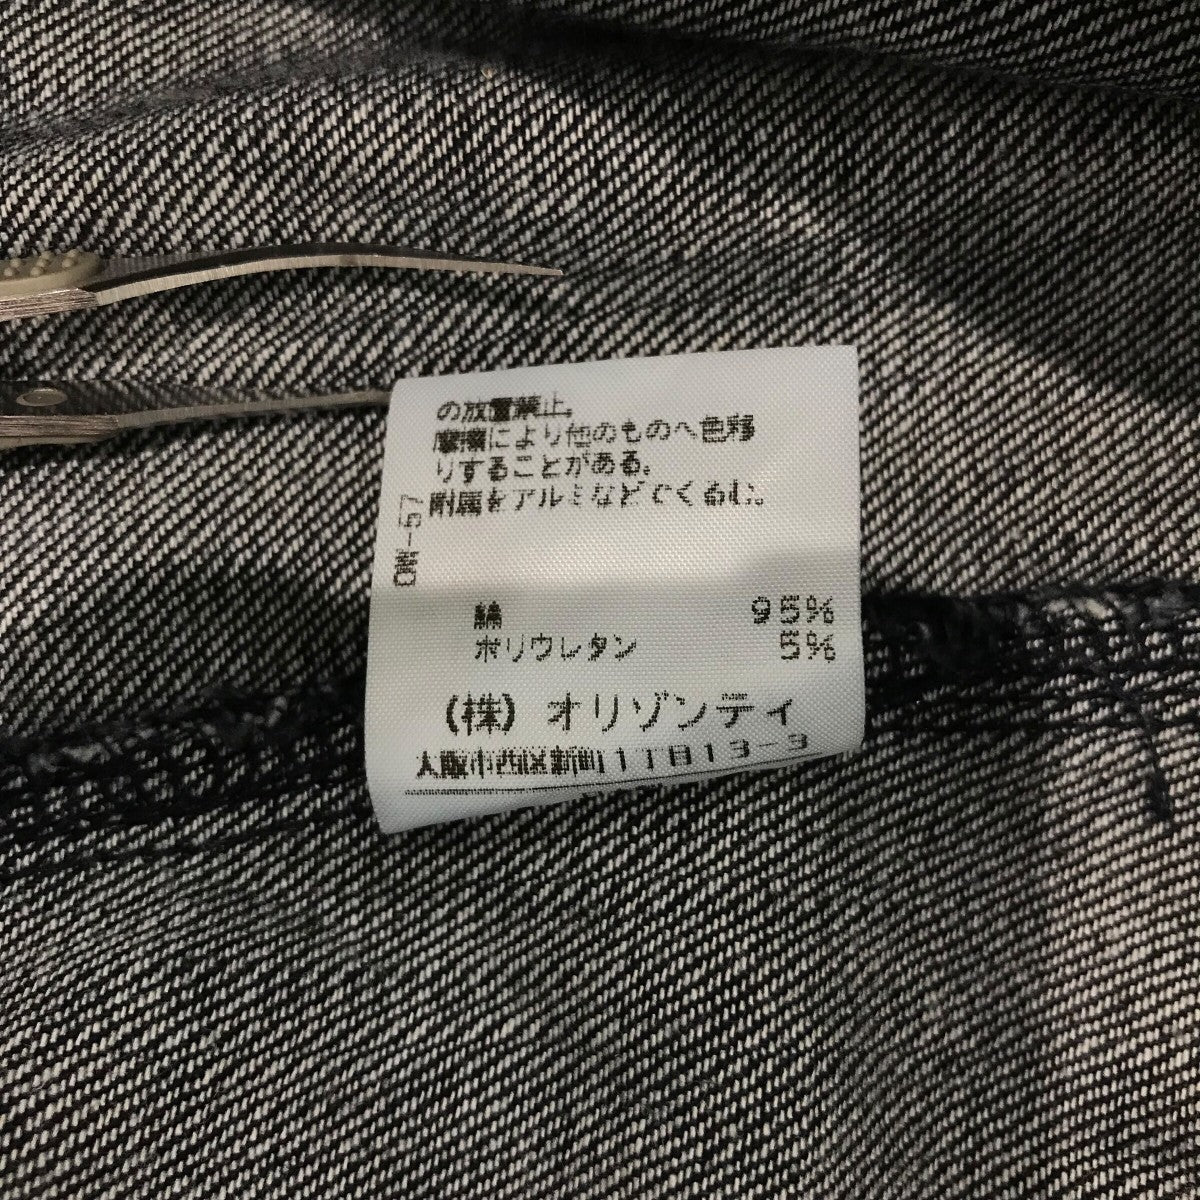 の放置禁止。
摩擦により他のものへ色移
りすることがある。
附属をアルミなどでくるむ。
綿 95%
ポリウレタン 5%
(株) オリゾンティ
大阪市西区新町1丁目13-3